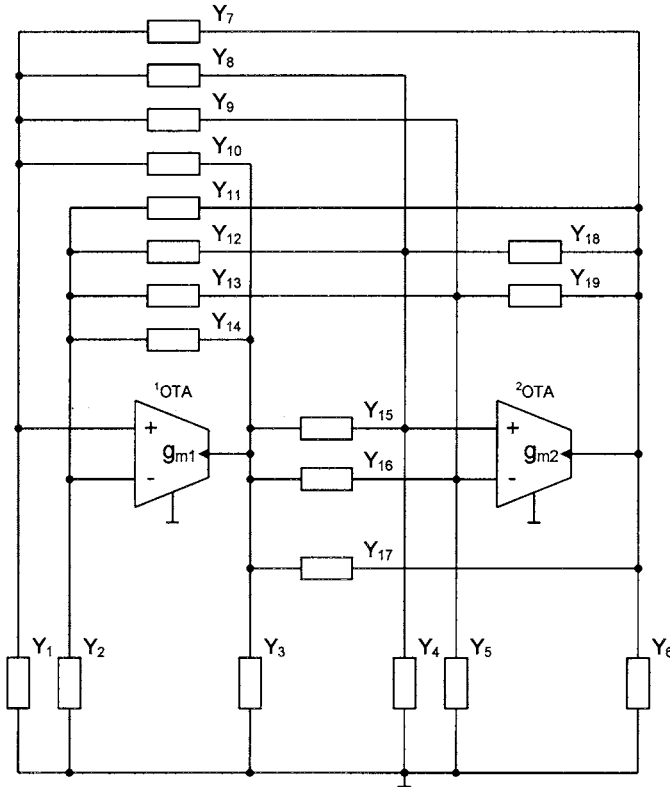 Y7
Y8
Y9
Y10
Y11
Y12 Y18
Y13 Y19
Y14
1OTA 2OTA
Y15
+ gm1 - + gm2 -
Y16
Y17
Y1 Y2 Y3 Y4 Y5 Y6